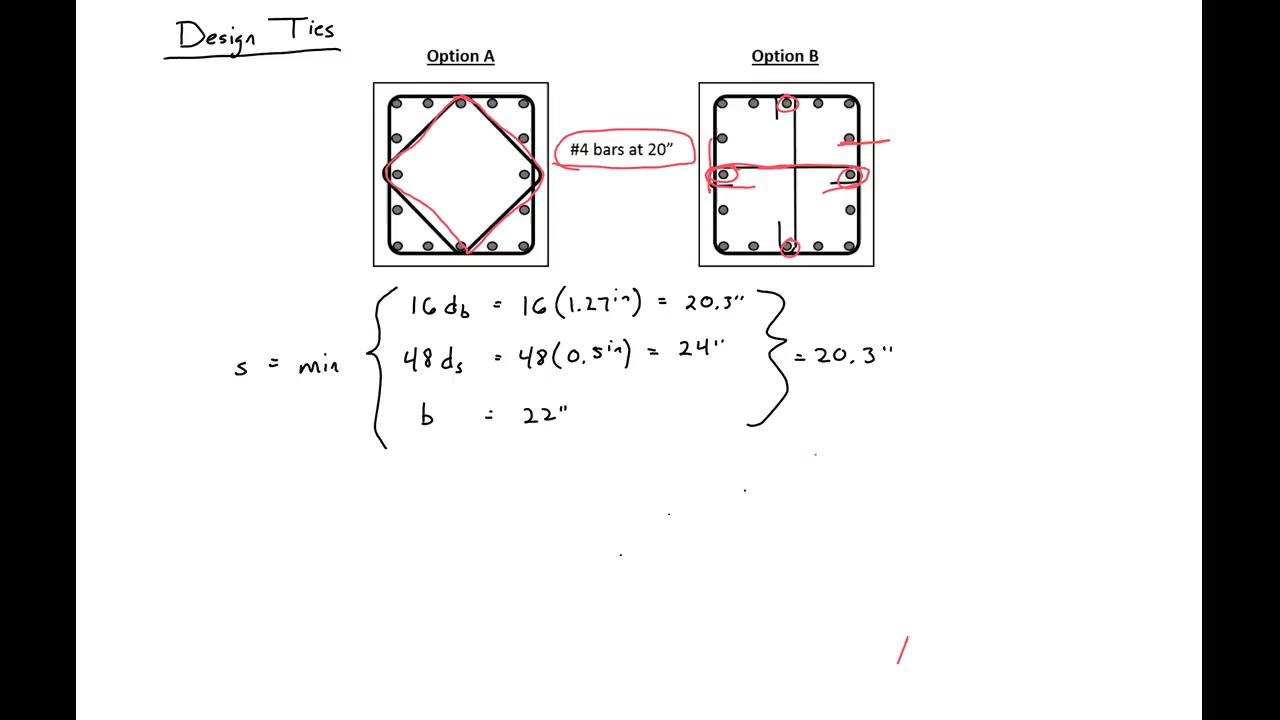 Design Ties
Option A
Option B
#4 bars at 20”
16 db = 16 (1.27in) = 20.3"
48 ds = 48 (0.5in) = 24"
s = min
= 20.3"
b = 22"